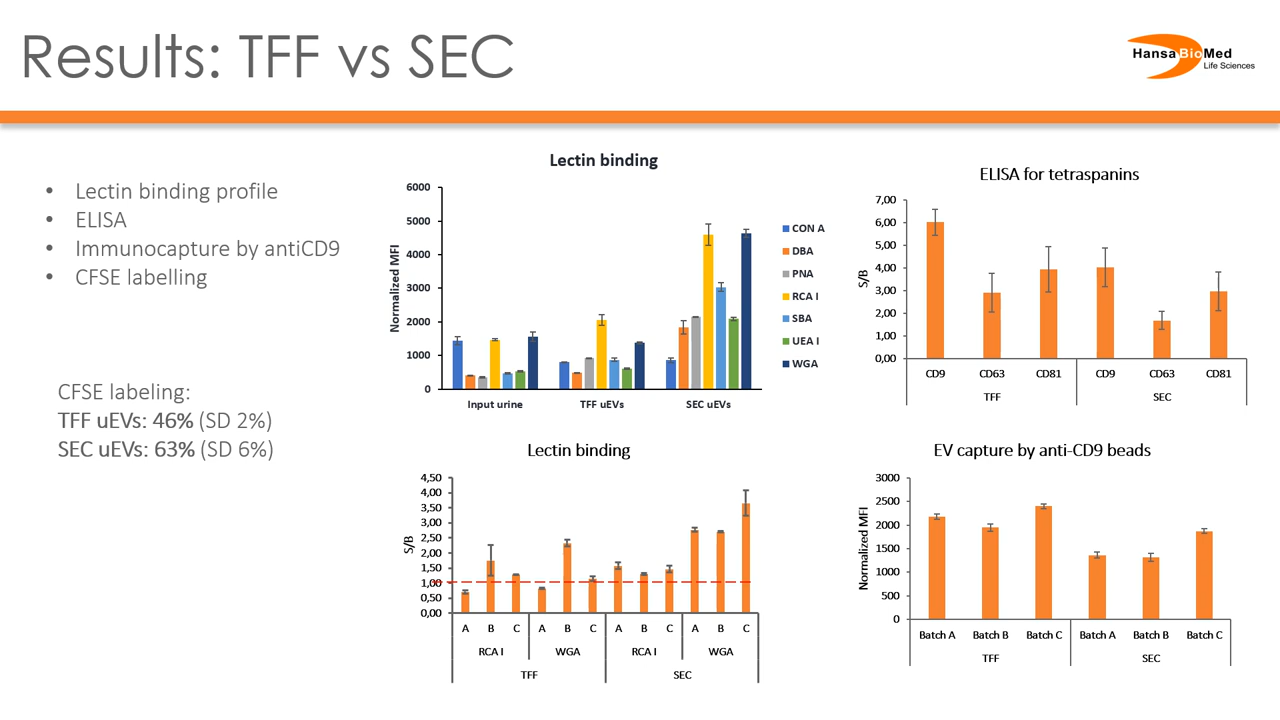 Results: TFF vs SEC
HansaBioMed
Life Sciences
• Lectin binding profile
• ELISA
• Immunocapture by antiCD9
• CFSE labelling
CFSE labeling:
TFF uEVs: 46% (SD 2%)
SEC uEVs: 63% (SD 6%)
Lectin binding
Normalized MFI
6000
5000
4000
3000
2000
1000
0
Input urine TFF uEVs SEC uEVs
CON A
DBA
PNA
RCA I
SBA
UEA I
WGA
ELISA for tetraspanins
S/B
7,00
6,00
5,00
4,00
3,00
2,00
1,00
0,00
CD9 CD63 CD81 CD9 CD63 CD81
TFF SEC
Lectin binding
S/B
4,50
4,00
3,50
3,00
2,50
2,00
1,50
1,00
0,50
0,00
A B C A B C A B C A B C
RCA I WGA RCA I WGA
TFF SEC
EV capture by anti-CD9 beads
Normalized MFI
3000
2500
2000
1500
1000
500
0
Batch A Batch B Batch C Batch A Batch B Batch C
TFF SEC